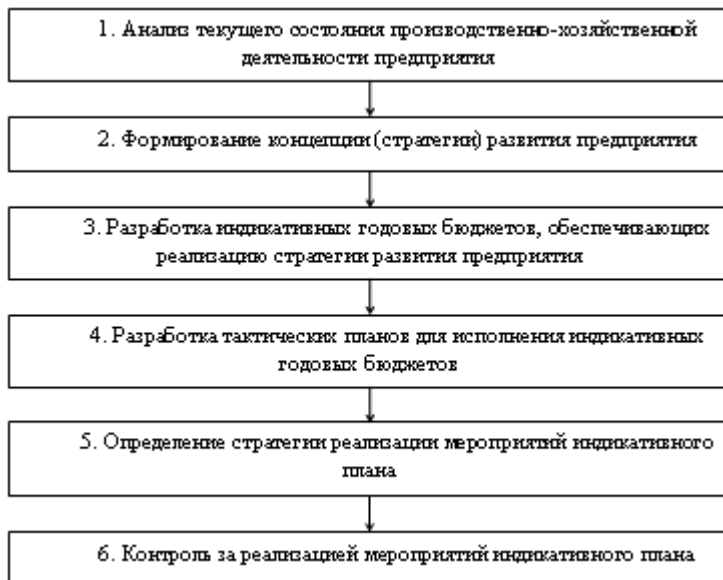 1. Анализ текущего состояния производственно-хозяйственной
деятельности предприятия
2. Формирование концепции (стратегии) развития предприятия
3. Разработка индикативных годовых бюджетов, обеспечивающих
реализацию стратегии развития предприятия
4. Разработка тактических планов для исполнения индикативных
годовых бюджетов
5. Определение стратегии реализации мероприятий индикативного
плана
6. Контроль за реализацией мероприятий индикативного плана